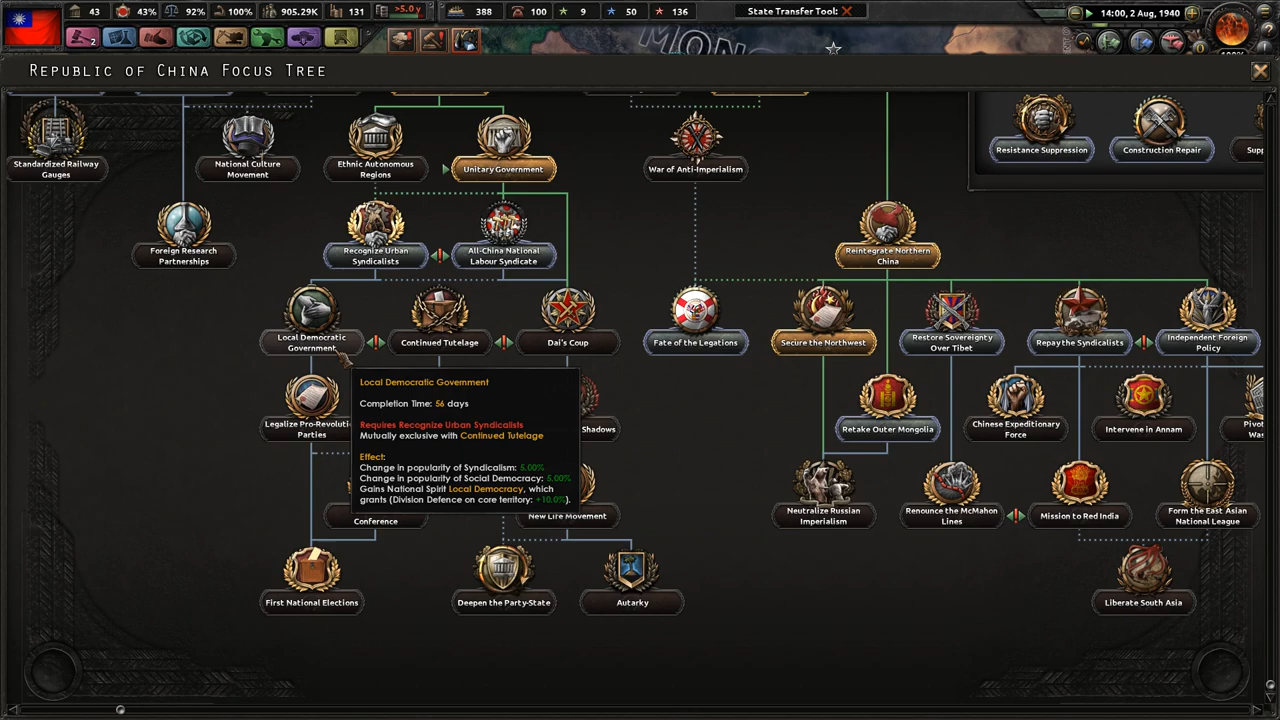 43 43% 92% 100% 905.29K 131 >5.0y 388 100 9 50 136 State Transfer Tool: 14:00, 2 Aug, 1940
2
REPUBLIC OF CHINA FOCUS TREE
Standardized Railway
Gauges
National Culture
Movement
Ethnic Autonomous
Regions
Unitary Government
War of Anti-Imperialism
Resistance Suppression
Construction Repair
Supp
Foreign Research
Partnerships
Recognize Urban
Syndicalists
All-China National
Labour Syndicate
Reintegrate Northern
China
Local Democratic
Government
Continued Tutelage
Dai's Coup
Fate of the Legations
Secure the Northwest
Restore Sovereignty
Over Tibet
Repay the Syndicalists
Independent Foreign
Policy
Local Democratic Government
Completion Time: 56 days
Requires Recognize Urban Syndicalists
Mutually exclusive with Continued Tutelage
Effect:
Change in popularity of Syndicalism: 5.00%
Change in popularity of Social Democracy: 5.00%
Gains National Spirit Local Democracy, which
grants (Division Defence on core territory: +10.0%).
Legalize Pro-Revoluti
Parties
Shadows
Retake Outer Mongolia
Chinese Expeditionary
Force
Intervene in Annam
Pivot
Was
Conference
New Life Movement
Neutralize Russian
Imperialism
Renounce the McMahon
Lines
Mission to Red India
Form the East Asian
National League
First National Elections
Deepen the Party-State
Autarky
Liberate South Asia